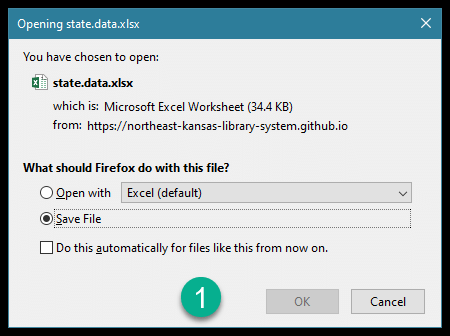 Opening state.data.xlsx
You have chosen to open:
state.data.xlsx
which is: Microsoft Excel Worksheet (34.4 KB)
from: https://northeast-kansas-library-system.github.io
What should Firefox do with this file?
Open with Excel (default)
Save File
Do this automatically for files like this from now on.
1
OK Cancel